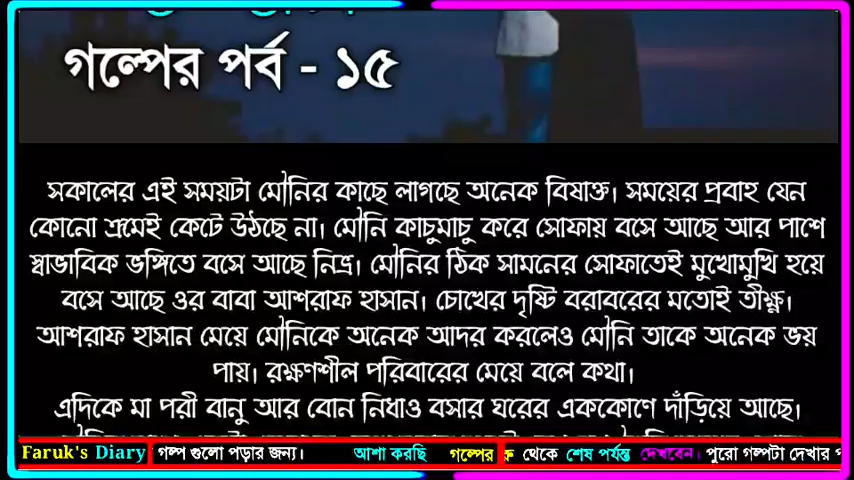 গল্পের পর্ব - ১৫
সকালের এই সময়টা মৌনির কাছে লাগছে অনেক বিষাক্ত। সময়ের প্রবাহ যেন
কোনো ক্রমেই কেটে উঠছে না। মৌনি কাচুমাচু করে সোফায় বসে আছে আর পাশে
স্বাভাবিক ভঙ্গিতে বসে আছে নিভ্র। মৌনির ঠিক সামনের সোফাতেই মুখোমুখি হয়ে
বসে আছে ওর বাবা আশরাফ হাসান। চোখের দৃষ্টি বরাবরের মতোই তীক্ষ্ণ।
আশরাফ হাসান মেয়ে মৌনিকে অনেক আদর করলেও মৌনি তাকে অনেক ভয়
পায়। রক্ষণশীল পরিবারের মেয়ে বলে কথা।
এদিকে মা পরী বানু আর বোন নিধাও বসার ঘরের এককোণে দাঁড়িয়ে আছে।
Faruk's Diary গল্প গুলো পড়ার জন্য। আশা করছি গল্পের থেকে শেষ পর্যন্ত দেখবেন। পুরো গল্পটা দেখার